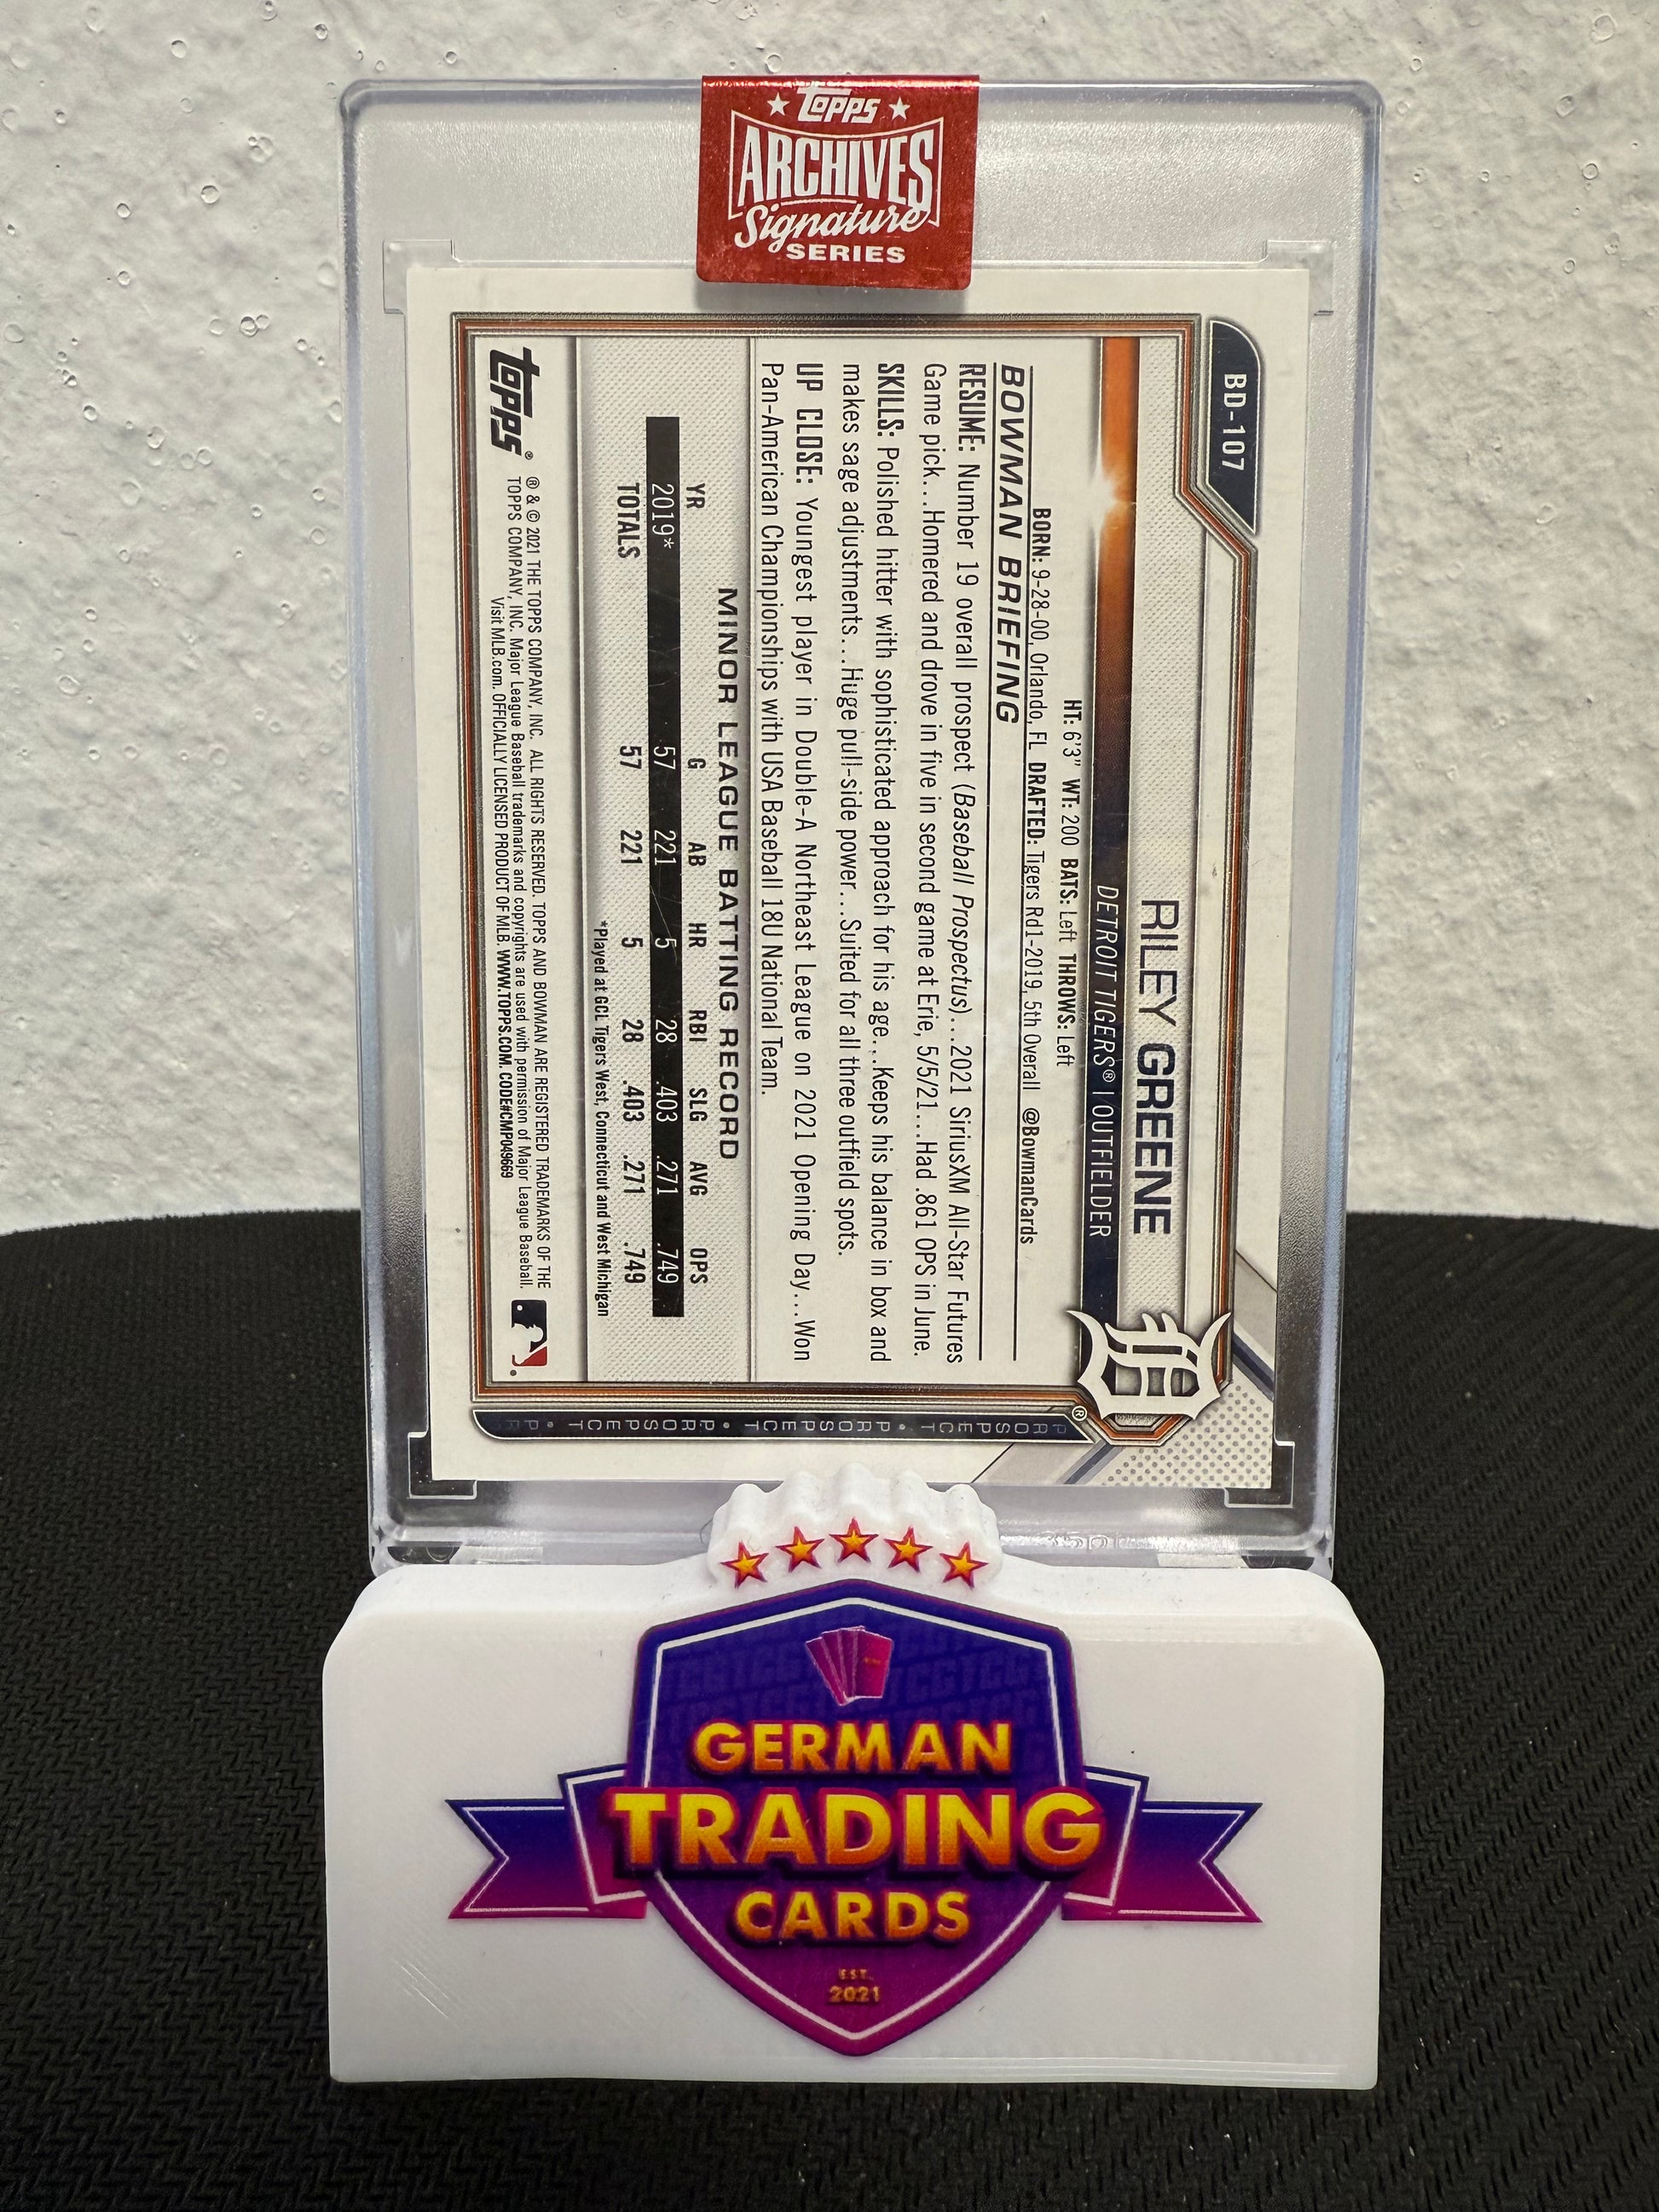 Topps
ARCHIVES
Signature
SERIES
BD-107
RILEY GREENE
DETROIT TIGERS® | OUTFIELDER
HT: 6'3" WT: 200 BATS: Left THROWS: Left
BORN: 9-28-00, Orlando, FL DRAFTED: Tigers Rd1-2019, 5th Overall @BowmanCards
BOWMAN BRIEFING
RESUME: Number 19 overall prospect (Baseball Prospectus)...2021 SiriusXM All-Star Futures
Game pick...Homered and drove in five in second game at Erie, 5/5/21...Had .861 OPS in June.
SKILLS: Polished hitter with sophisticated approach for his age...Keeps his balance in box and
makes sage adjustments...Huge pull-side power...Suited for all three outfield spots.
UP CLOSE: Youngest player in Double-A Northeast League on 2021 Opening Day...Won
Pan-American Championships with USA Baseball 18U National Team.
MINOR LEAGUE BATTING RECORD
YR G AB HR RBI SLG AVG OPS
2019* 57 221 5 28 .403 .271 .749
TOTALS 57 221 5 28 .403 .271 .749
*Played at GCL Tigers West, Connecticut and West Michigan
topps®
® & © 2021 THE TOPPS COMPANY, INC. ALL RIGHTS RESERVED. TOPPS AND BOWMAN ARE REGISTERED TRADEMARKS OF THE
TOPPS COMPANY, INC. Major League Baseball trademarks and copyrights are used with permission of Major League Baseball.
Visit MLB.com. OFFICIALLY LICENSED PRODUCT OF MLB. WWW.TOPPS.COM. CODE#CMP049669
PROSPECT • PROSPECT • PROSPECT • PR
GERMAN
TRADING
CARDS
EST.
2021